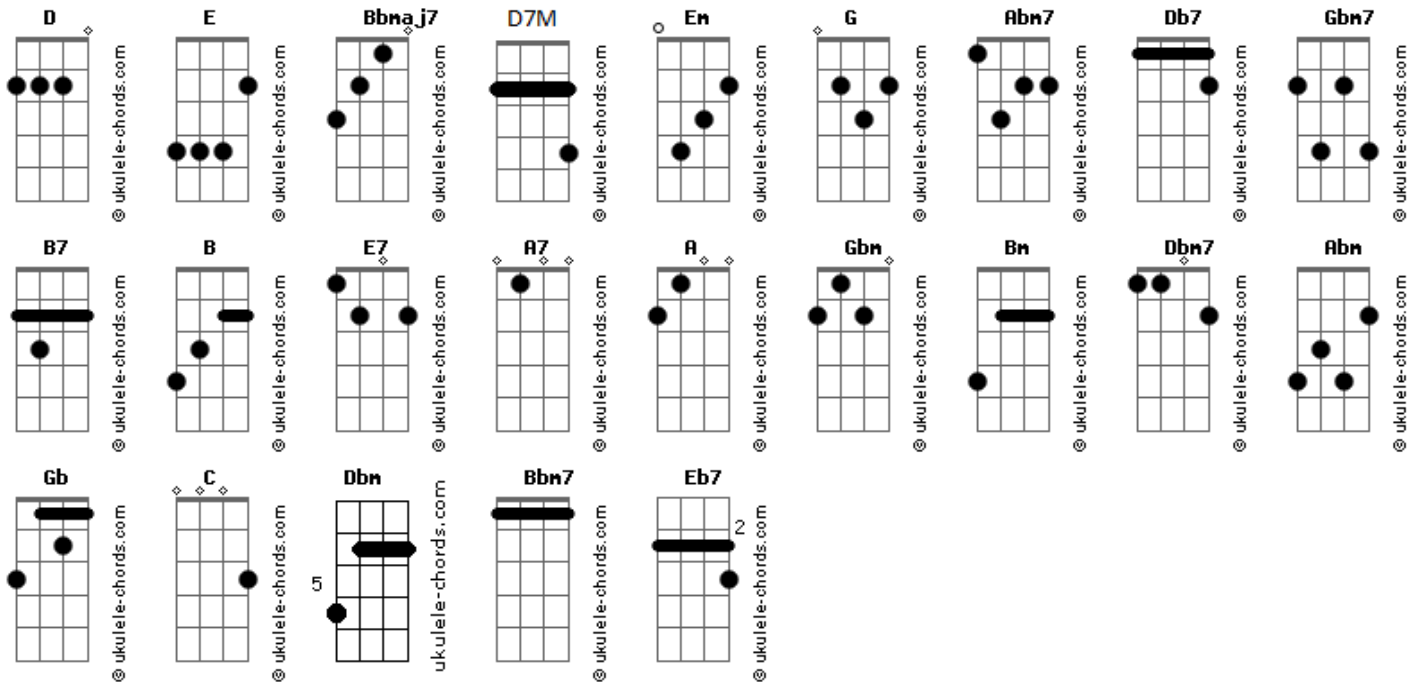 D E Bbmaj7 D7M Em G Abm7 Db7 Gbm7
© ukulele-chords.com © ukulele-chords.com © ukulele-chords.com © ukulele-chords.com © ukulele-chords.com © ukulele-chords.com © ukulele-chords.com © ukulele-chords.com © ukulele-chords.com
B7 B E7 A7 A Gbm Bm Dbm7 Abm
© ukulele-chords.com © ukulele-chords.com © ukulele-chords.com © ukulele-chords.com © ukulele-chords.com © ukulele-chords.com © ukulele-chords.com © ukulele-chords.com © ukulele-chords.com
Gb C Dbm Bbm7 Eb7
5 2
© ukulele-chords.com © ukulele-chords.com ukulele-chords.com © ukulele-chords.com © ukulele-chords.com